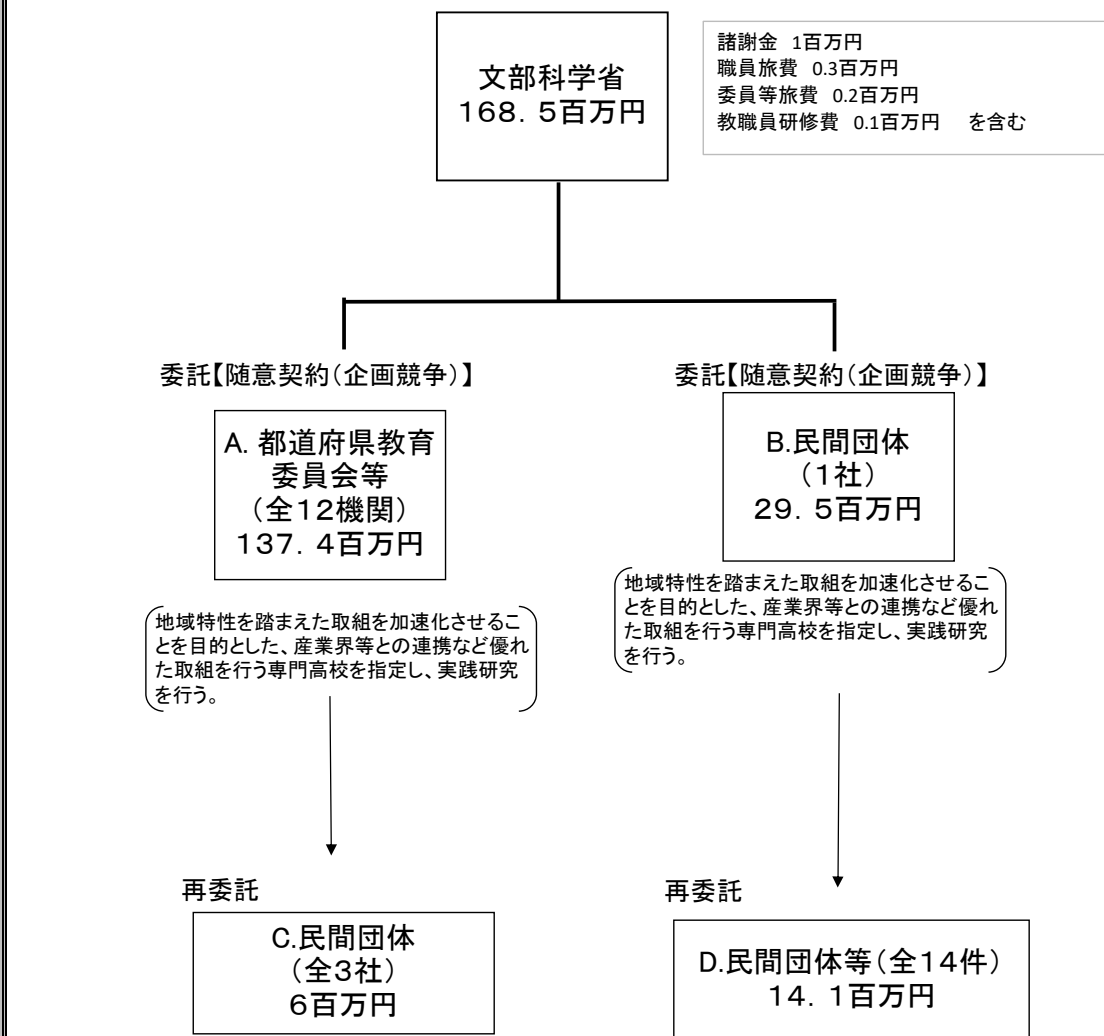 文部科学省
168．5百万円
諸謝金 1百万円
職員旅費 0.3百万円
委員等旅費 0.2百万円
教職員研修費 0.1百万円 を含む
委託【随意契約（企画競争）】
A. 都道府県教育
委員会等
（全12機関）
137．4百万円
地域特性を踏まえた取組を加速化させるこ
とを目的とした、産業界等との連携など優れ
た取組を行う専門高校を指定し、実践研究
を行う。
委託【随意契約（企画競争）】
B.民間団体
（1社）
29．5百万円
地域特性を踏まえた取組を加速化させるこ
とを目的とした、産業界等との連携など優れ
た取組を行う専門高校を指定し、実践研究
を行う。
再委託
C.民間団体
（全3社）
6百万円
再委託
D.民間団体等（全14件）
14．1百万円